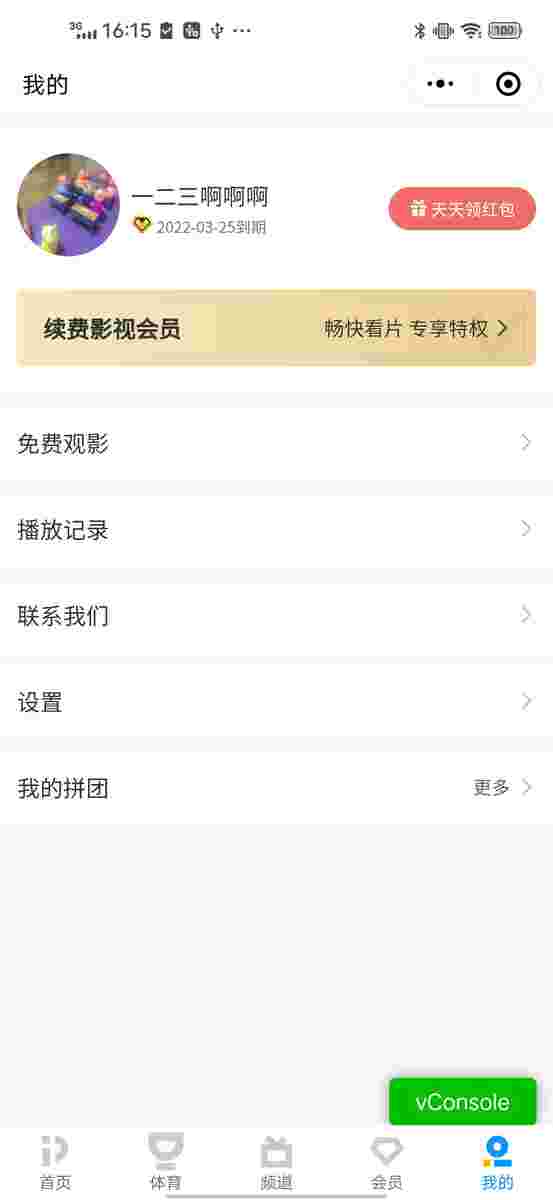 3G 16:15 ··· 100
我的
一二三啊啊啊
天天领红包
2022-03-25到期
续费影视会员 畅快看片 专享特权
免费观影
播放记录
联系我们
设置
我的拼团 更多
vConsole
首页 体育 频道 会员 我的